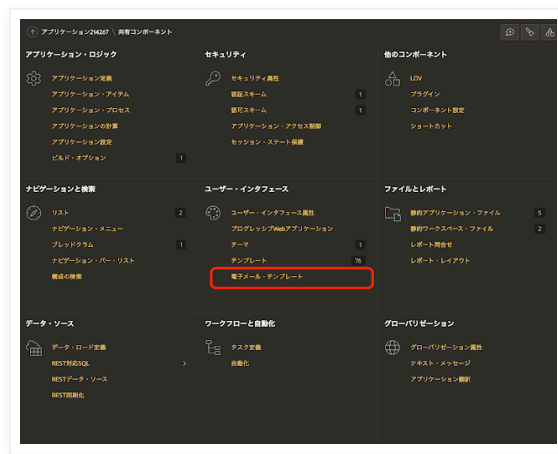 アプリケーション214267 \ 共有コンポーネント
アプリケーション・ロジック
アプリケーション定義
アプリケーション・アイテム
アプリケーション・プロセス
アプリケーションの計算
アプリケーション設定
ビルド・オプション 1
セキュリティ
セキュリティ属性
認証スキーム 1
認可スキーム 1
アプリケーション・アクセス制御
セッション・ステート保護
他のコンポーネント
LOV
プラグイン
コンポーネント設定
ショートカット
ナビゲーションと検索
リスト 2
ナビゲーション・メニュー
ブレッドクラム 1
ナビゲーション・バー・リスト
構成の検索
ユーザー・インタフェース
ユーザー・インタフェース属性
プログレッシブWebアプリケーション
テーマ 1
テンプレート 76
電子メール・テンプレート
ファイルとレポート
静的アプリケーション・ファイル 5
静的ワークスペース・ファイル 2
レポート問合せ
レポート・レイアウト
データ・ソース
データ・ロード定義
REST対応SQL
RESTデータ・ソース
REST同期化
ワークフローと自動化
タスク定義
自動化
グローバリゼーション
グローバリゼーション属性
テキスト・メッセージ
アプリケーション翻訳